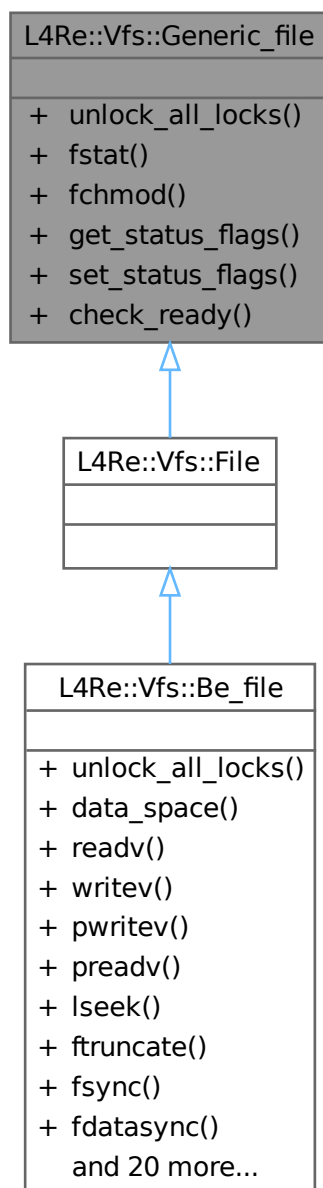 L4Re::Vfs::Generic_file
+ unlock_all_locks()
+ fstat()
+ fchmod()
+ get_status_flags()
+ set_status_flags()
+ check_ready()
L4Re::Vfs::File
L4Re::Vfs::Be_file
+ unlock_all_locks()
+ data_space()
+ readv()
+ writev()
+ pwritev()
+ preadv()
+ lseek()
+ ftruncate()
+ fsync()
+ fdatasync()
and 20 more...